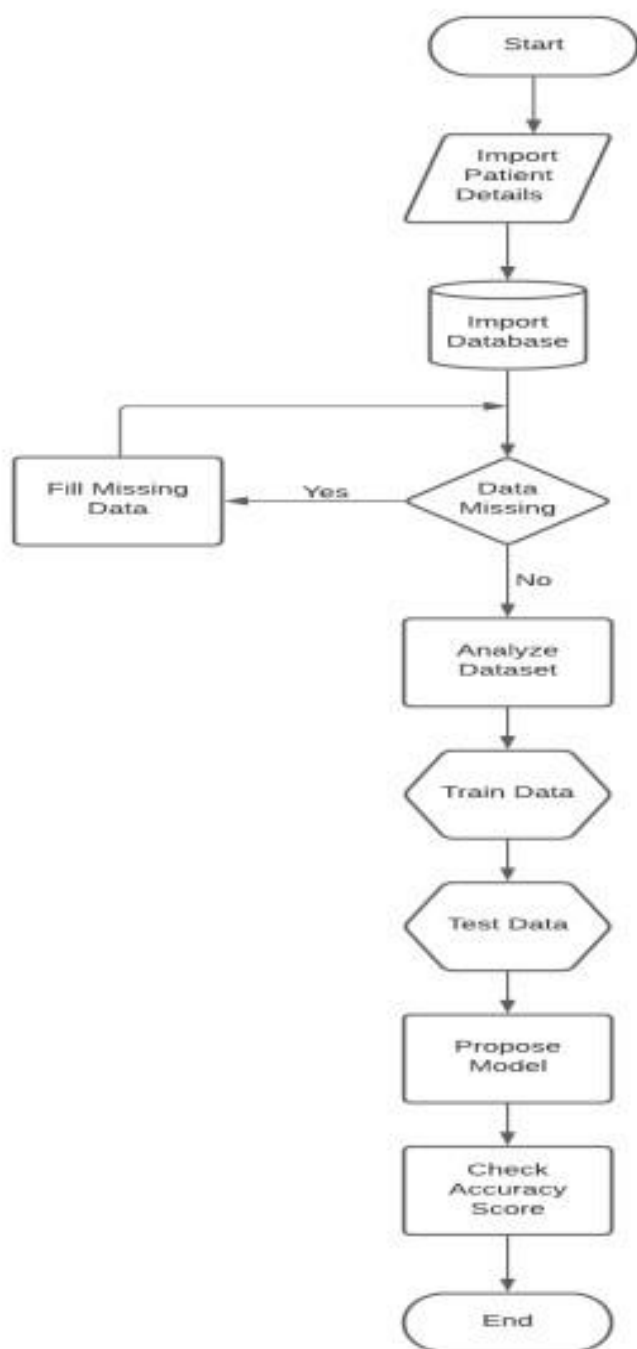 Start
Import
Patient
Details
Import
Database
Fill Missing
Data
Yes
Data
Missing
No
Analyze
Dataset
Train Data
Test Data
Propose
Model
Check
Accuracy
Score
End